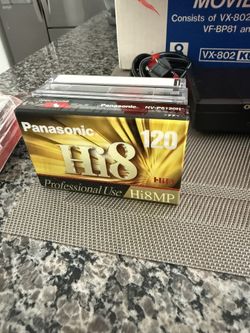 MOVIE
Consists of VX-802
VF-BP81 and
VX-802
Panasonic NV-P6120H
Panasonic
120
Hi8
Hi8
Professional Use
Hi8MP